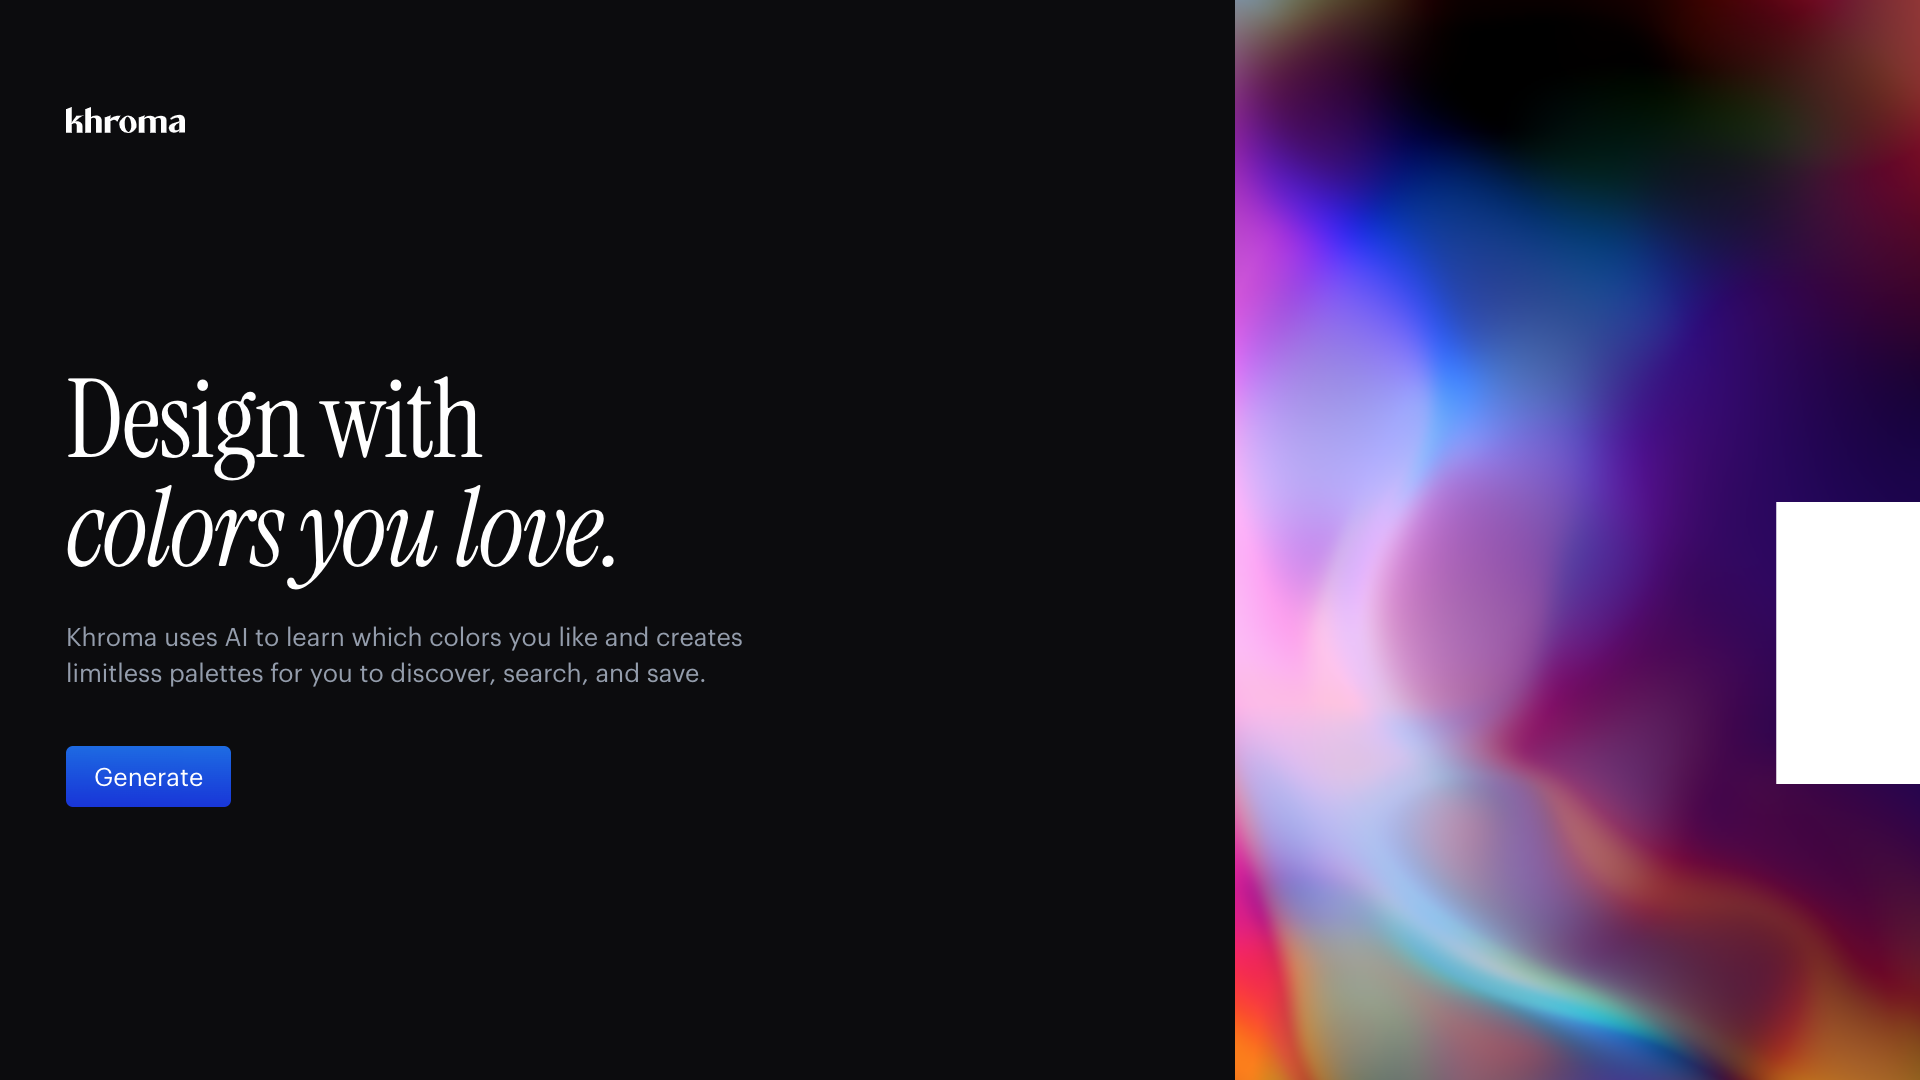 khroma
Design with
colors you love.
Khroma uses AI to learn which colors you like and creates
limitless palettes for you to discover, search, and save.
Generate